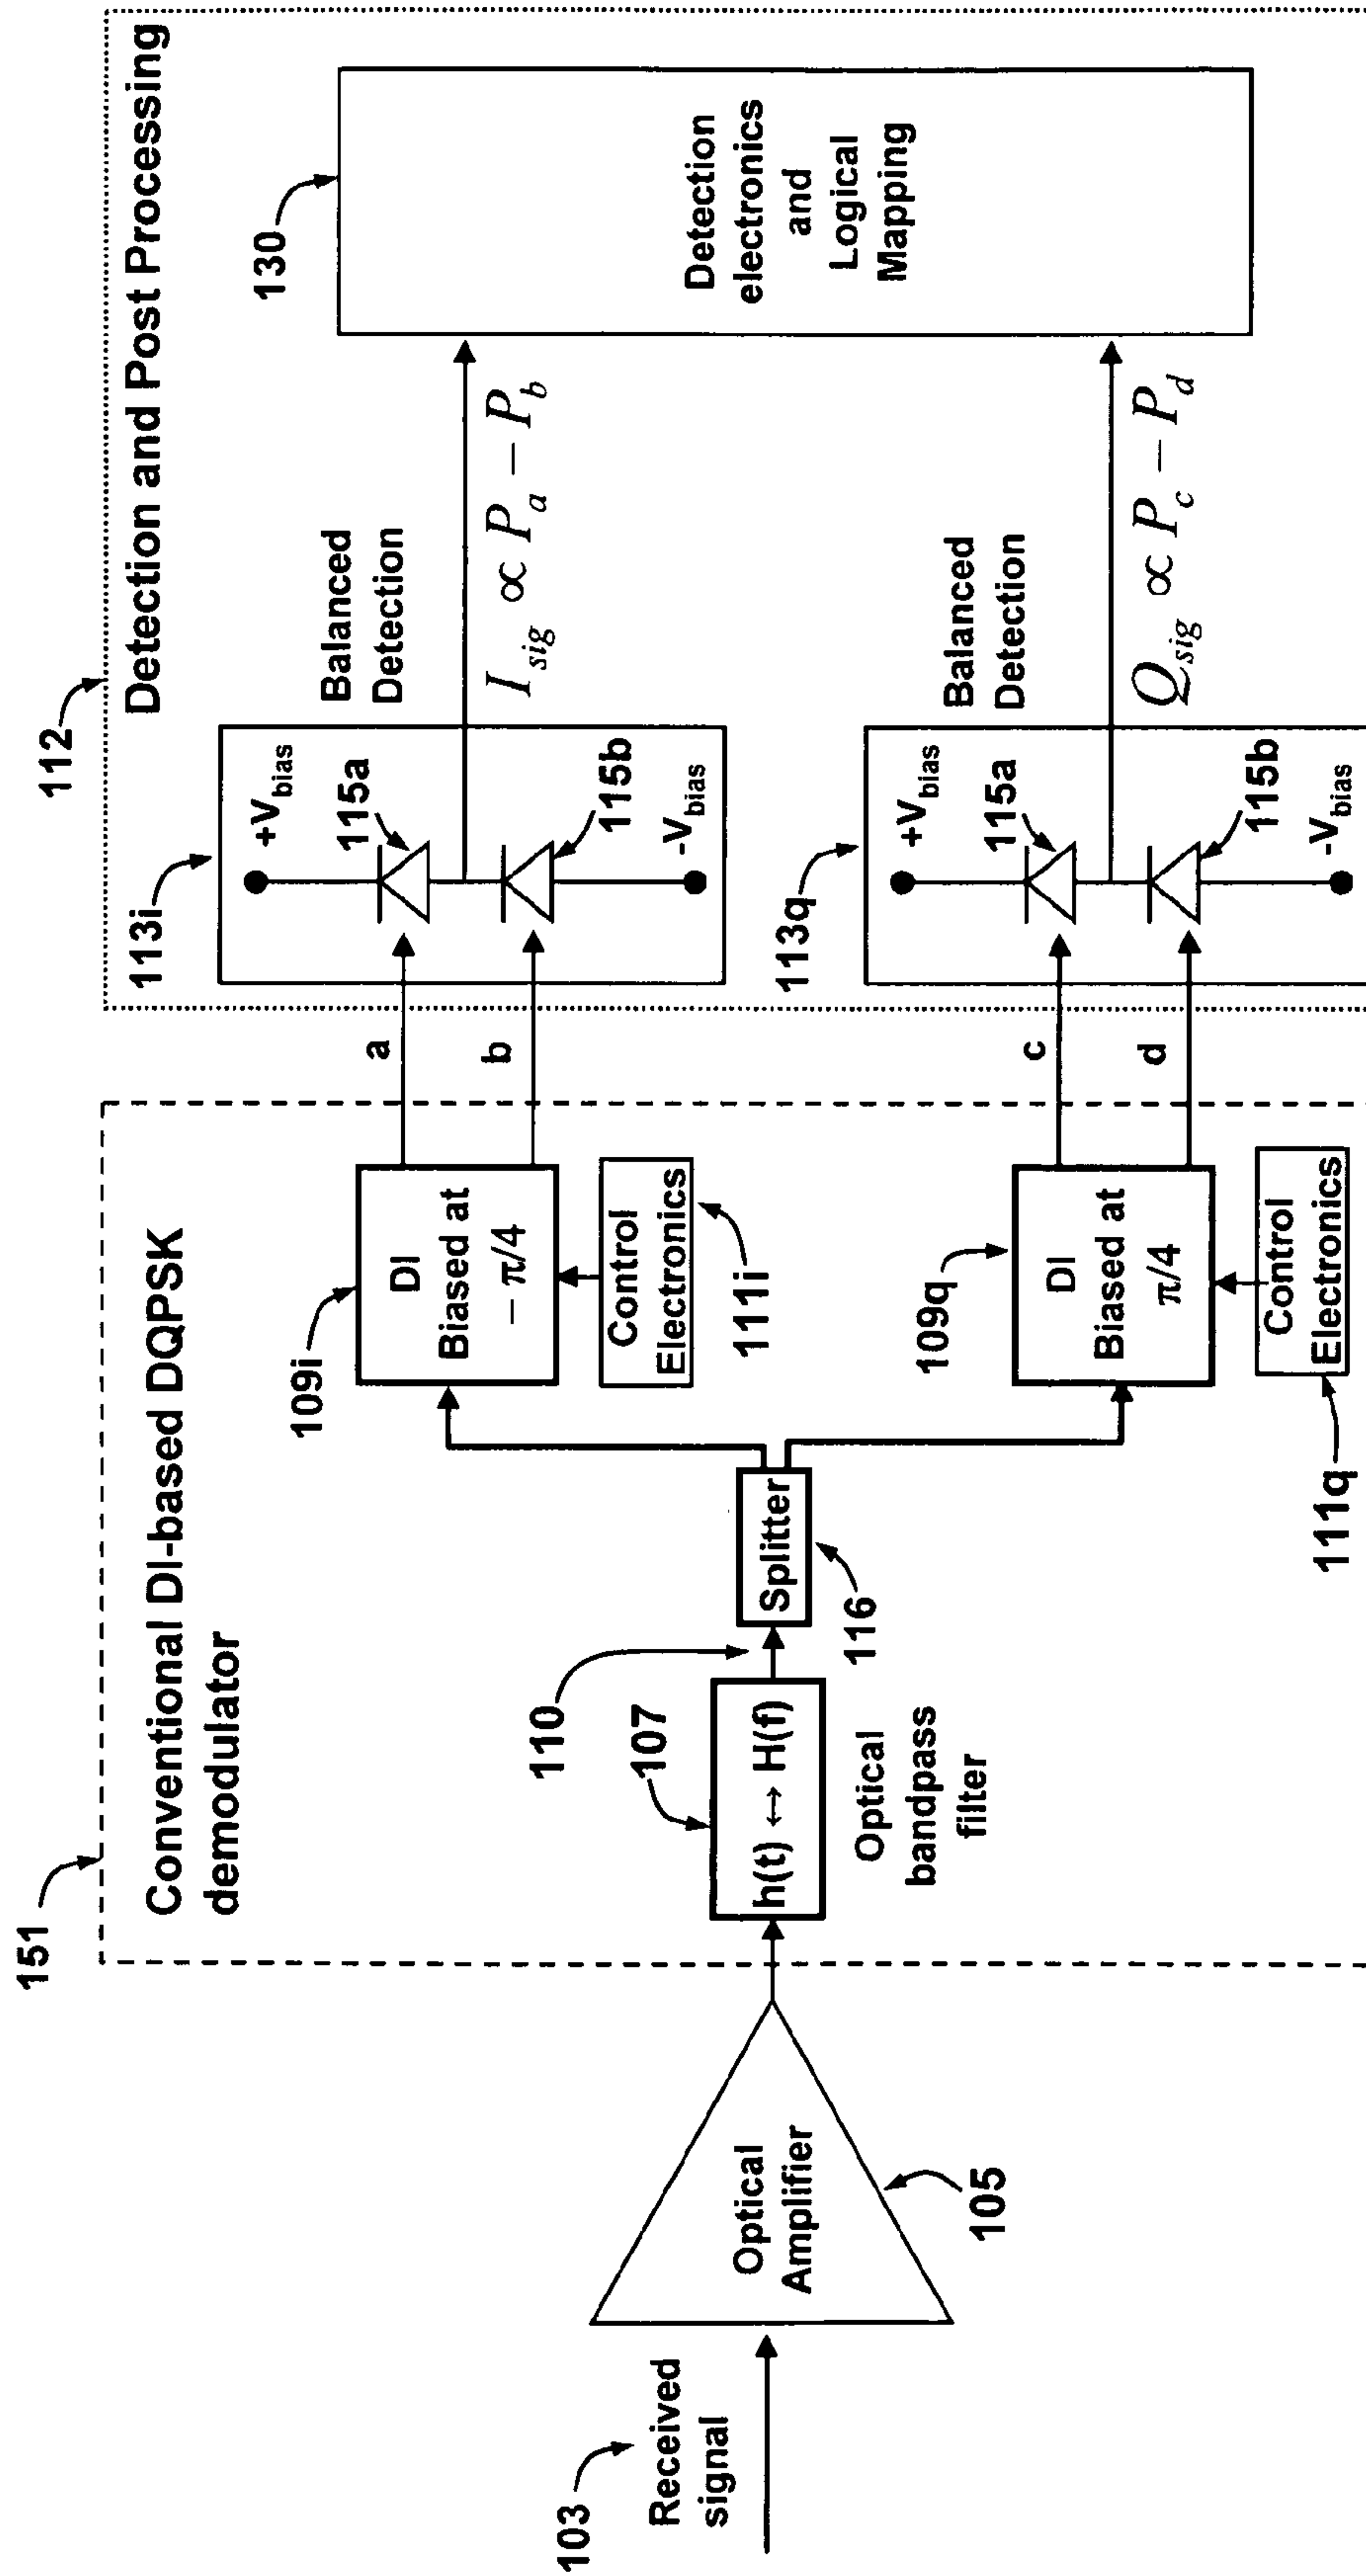 151
Conventional DI-based DQPSK
demodulator
112
Detection and Post Processing
103
Received
signal
Optical
Amplifier
105
107
h(t) ↔ H(f)
Optical
bandpass
filter
110
Splitter
116
109i
DI
Biased at
− π/4
Control
Electronics
111i
109q
DI
Biased at
π/4
Control
Electronics
111q
a
b
c
d
113i
+V_bias
115a
115b
-V_bias
Balanced
Detection
I_sig ∝ P_a − P_b
113q
+V_bias
115a
115b
-V_bias
Balanced
Detection
Q_sig ∝ P_c − P_d
130
Detection
electronics
and
Logical
Mapping